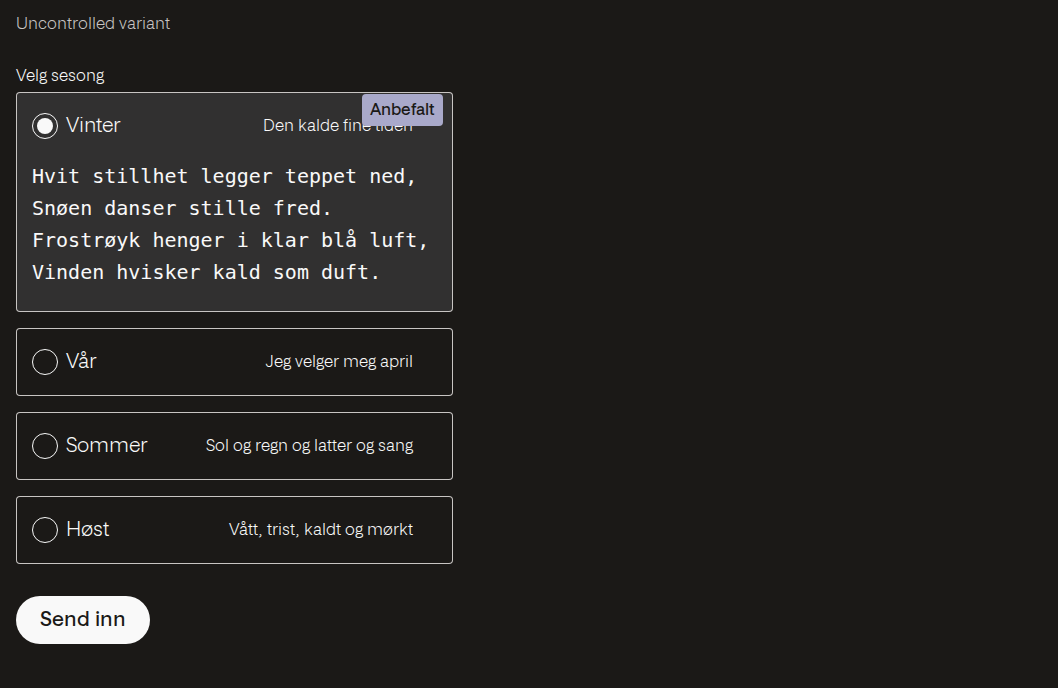 Uncontrolled variant
Velg sesong
Anbefalt
Vinter
Den kalde fine tiden
Hvit stillhet legger teppet ned,
Snøen danser stille fred.
Frostrøyk henger i klar blå luft,
Vinden hvisker kald som duft.
Vår
Jeg velger meg april
Sommer
Sol og regn og latter og sang
Høst
Vått, trist, kaldt og mørkt
Send inn